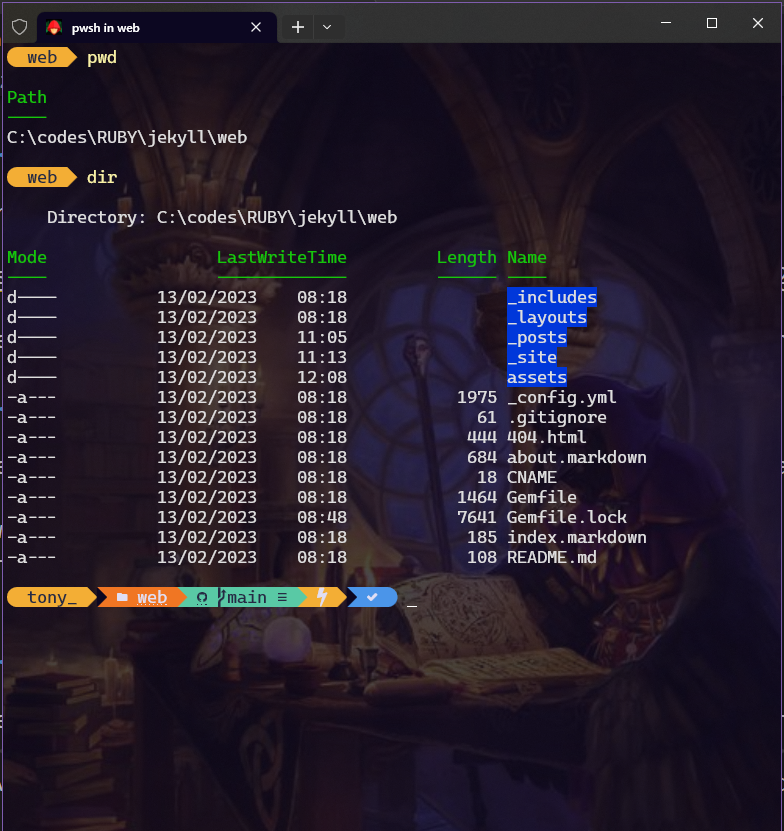 pwsh in web
web pwd
Path
C:\codes\RUBY\jekyll\web
web dir
Directory: C:\codes\RUBY\jekyll\web
Mode LastWriteTime Length Name
d---- 13/02/2023 08:18 _includes
d---- 13/02/2023 08:18 _layouts
d---- 13/02/2023 11:05 _posts
d---- 13/02/2023 11:13 _site
d---- 13/02/2023 12:08 assets
-a--- 13/02/2023 08:18 1975 _config.yml
-a--- 13/02/2023 08:18 61 .gitignore
-a--- 13/02/2023 08:18 444 404.html
-a--- 13/02/2023 08:18 684 about.markdown
-a--- 13/02/2023 08:18 18 CNAME
-a--- 13/02/2023 08:18 1464 Gemfile
-a--- 13/02/2023 08:48 7641 Gemfile.lock
-a--- 13/02/2023 08:18 185 index.markdown
-a--- 13/02/2023 08:18 108 README.md
tony_ web main ≡ _